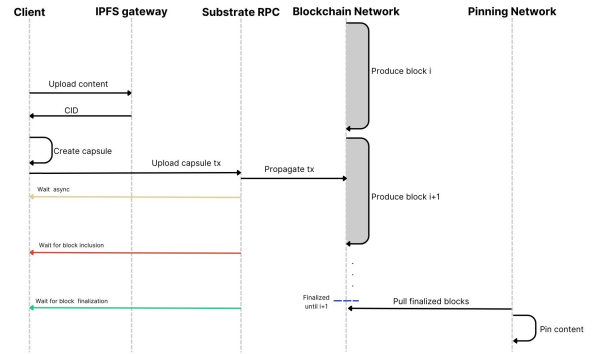 Client
IPFS gateway
Substrate RPC
Blockchain Network
Pinning Network
Produce block i
Upload content
CID
Create capsule
Upload capsule tx
Propagate tx
Wait async
Produce block i+1
Wait for block inclusion
.
.
.
Wait for block finalization
Finalized
until i+1
Pull finalized blocks
Pin content